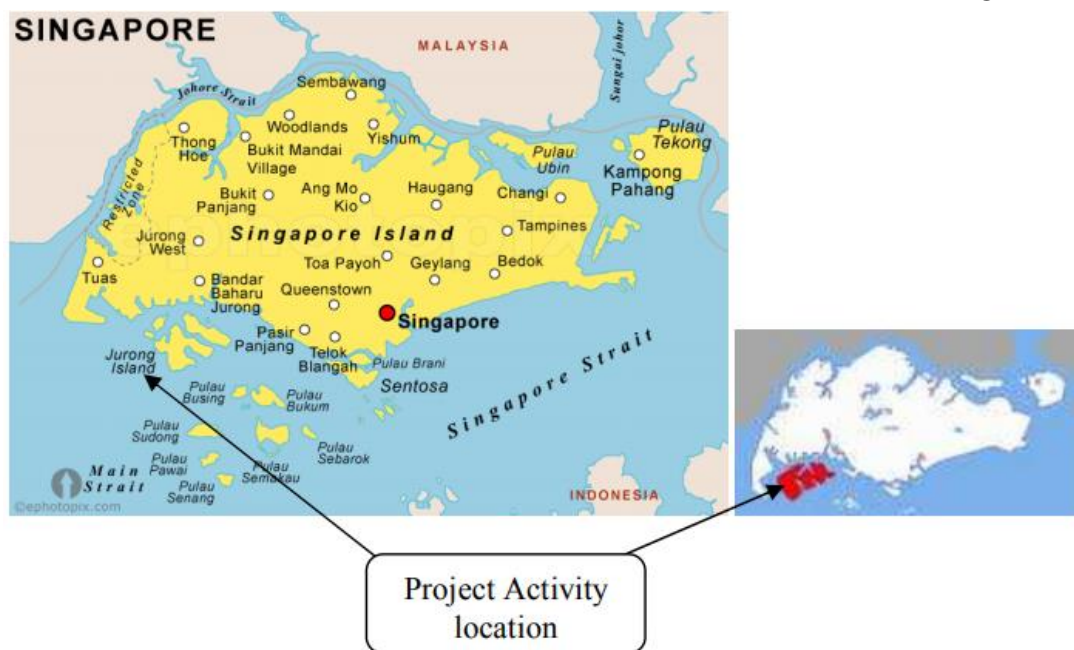 SINGAPORE
MALAYSIA
Sungai johor
Johore Strait
Sembawang
Woodlands
Yishum
Thong
Hoe
Bukit Mandai
Village
Pulau
Tekong
Pulau
Ubin
Kampong
Pahang
Restricted
Zone
Bukit
Panjang
Ang Mo
Kio
Haugang
Changi
Tampines
Jurong
West
Singapore Island
Toa Payoh
Geylang
Bedok
Tuas
Bandar
Baharu
Jurong
Queenstown
Singapore
Pasir
Panjang
Telok
Blangah
Pulau Brani
Sentosa
Jurong
Island
Singapore Strait
Pulau
Busing
Pulau
Bukum
Pulau
Sudong
Pulau
Sebarok
Pulau
Pawai
Pulau
Semakau
Pulau
Senang
Main
Strait
INDONESIA
©ephotopix.com
Project Activity
location